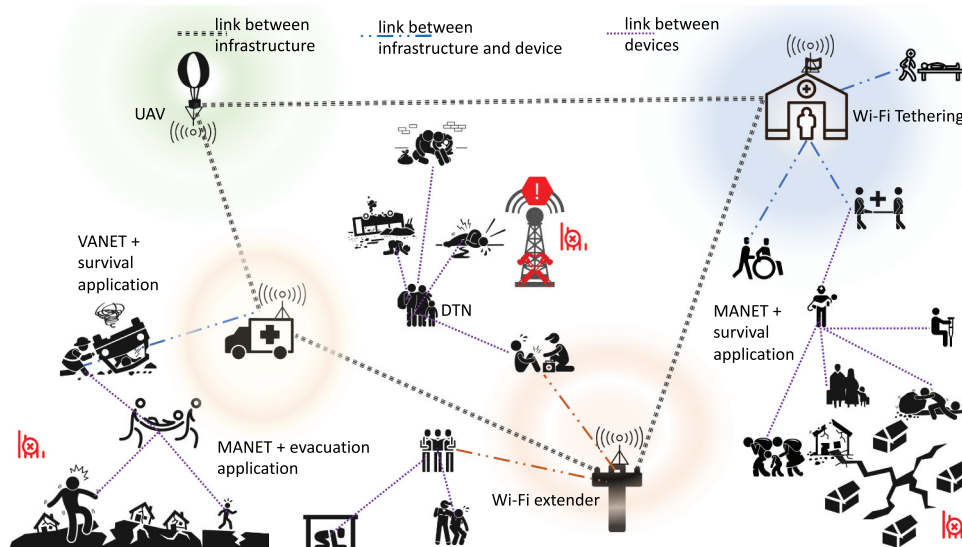 link between
infrastructure
link between
infrastructure and device
link between
devices
UAV
Wi-Fi Tethering
VANET +
survival
application
!
DTN
MANET +
survival
application
MANET + evacuation
application
Wi-Fi extender